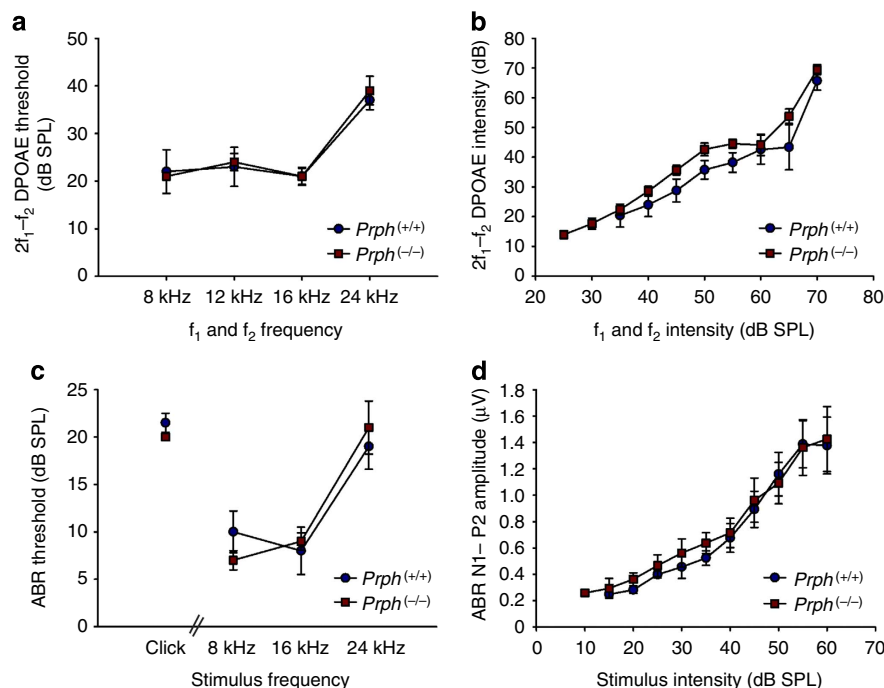 a
50
40
30
20
10
0
2f₁–f₂ DPOAE threshold
(dB SPL)
Prph(+/+)
Prph(–/–)
8 kHz 12 kHz 16 kHz 24 kHz
f₁ and f₂ frequency
b
80
70
60
50
40
30
20
10
0
2f₁–f₂ DPOAE intensity (dB)
Prph(+/+)
Prph(–/–)
20 30 40 50 60 70 80
f₁ and f₂ intensity (dB SPL)
c
25
20
15
10
5
0
ABR threshold (dB SPL)
Prph(+/+)
Prph(–/–)
Click 8 kHz 16 kHz 24 kHz
Stimulus frequency
d
1.8
1.6
1.4
1.2
1.0
0.8
0.6
0.4
0.2
0
ABR N1– P2 amplitude (μV)
Prph(+/+)
Prph(–/–)
0 10 20 30 40 50 60 70
Stimulus intensity (dB SPL)